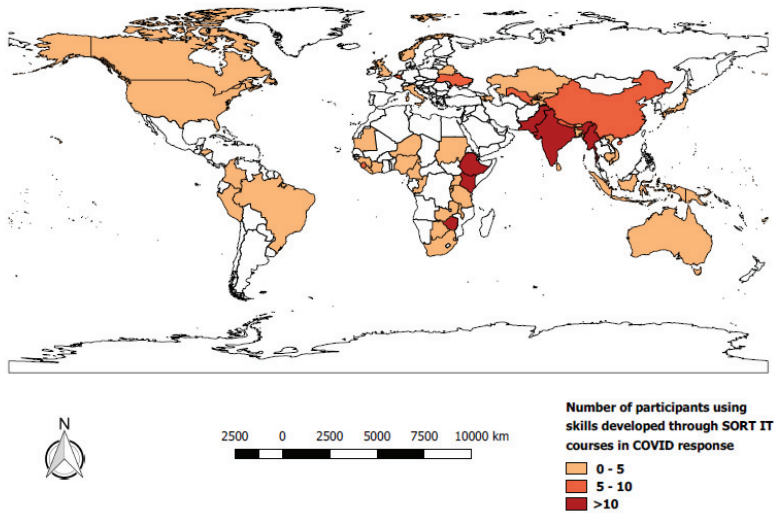 N
2500 0 2500 5000 7500 10000 km
Number of participants using
skills developed through SORT IT
courses in COVID response
0 - 5
5 - 10
>10